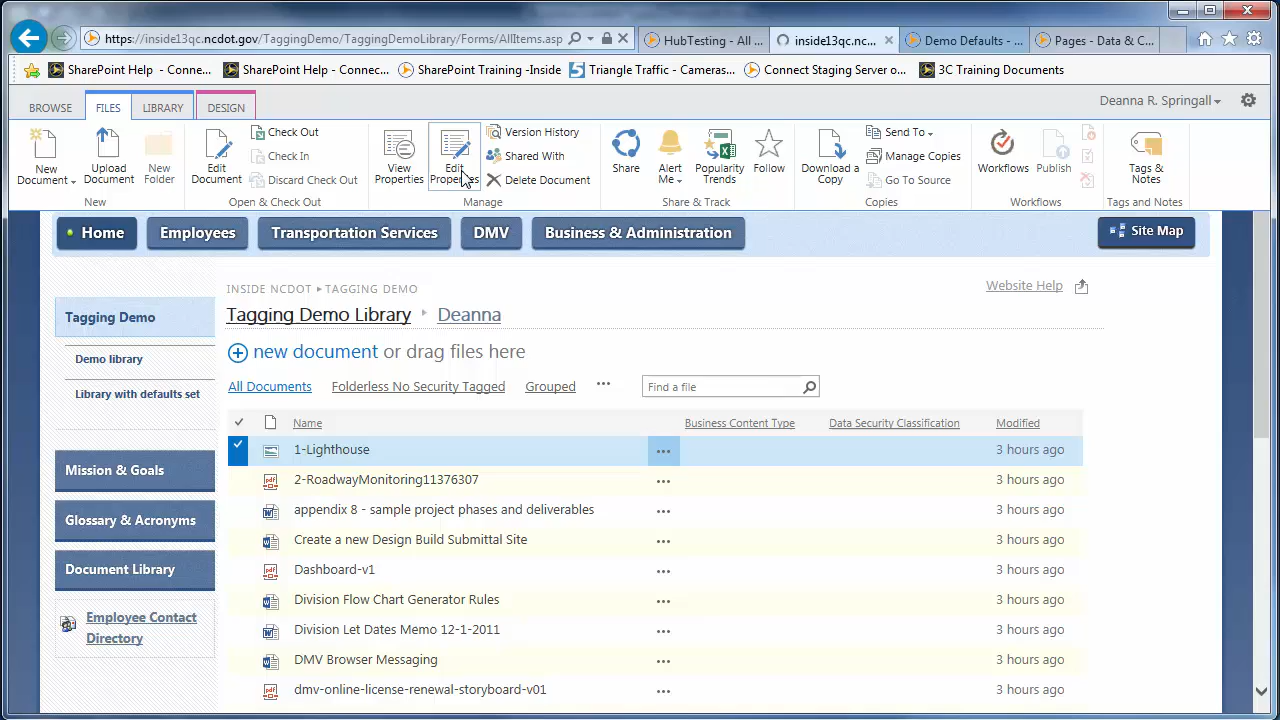 https://inside13qc.ncdot.gov/TaggingDemo/TaggingDemoLibrary/Forms/AllItems.asp
HubTesting - All ...
inside13qc.nc...
Demo Defaults - ...
Pages - Data & C...
SharePoint Help - Conne...
SharePoint Help - Connec...
SharePoint Training -Inside
Triangle Traffic - Cameras...
Connect Staging Server o...
3C Training Documents
BROWSE
FILES
LIBRARY
DESIGN
Deanna R. Springall
New Document
Upload Document
New Folder
New
Edit Document
Check Out
Check In
Discard Check Out
Open & Check Out
View Properties
Edit Properties
Version History
Shared With
Delete Document
Manage
Share
Alert Me
Popularity Trends
Follow
Share & Track
Download a Copy
Send To
Manage Copies
Go To Source
Copies
Workflows
Publish
Workflows
Tags & Notes
Tags and Notes
Home
Employees
Transportation Services
DMV
Business & Administration
Site Map
INSIDE NCDOT ▸ TAGGING DEMO
Website Help
Tagging Demo Library ▸ Deanna
Tagging Demo
Demo library
Library with defaults set
Mission & Goals
Glossary & Acronyms
Document Library
Employee Contact
Directory
new document or drag files here
All Documents
Folderless No Security Tagged
Grouped
...
Find a file
Name
Business Content Type
Data Security Classification
Modified
1-Lighthouse ... 3 hours ago
2-RoadwayMonitoring11376307 ... 3 hours ago
appendix 8 - sample project phases and deliverables ... 3 hours ago
Create a new Design Build Submittal Site ... 3 hours ago
Dashboard-v1 ... 3 hours ago
Division Flow Chart Generator Rules ... 3 hours ago
Division Let Dates Memo 12-1-2011 ... 3 hours ago
DMV Browser Messaging ... 3 hours ago
dmv-online-license-renewal-storyboard-v01 ... 3 hours ago